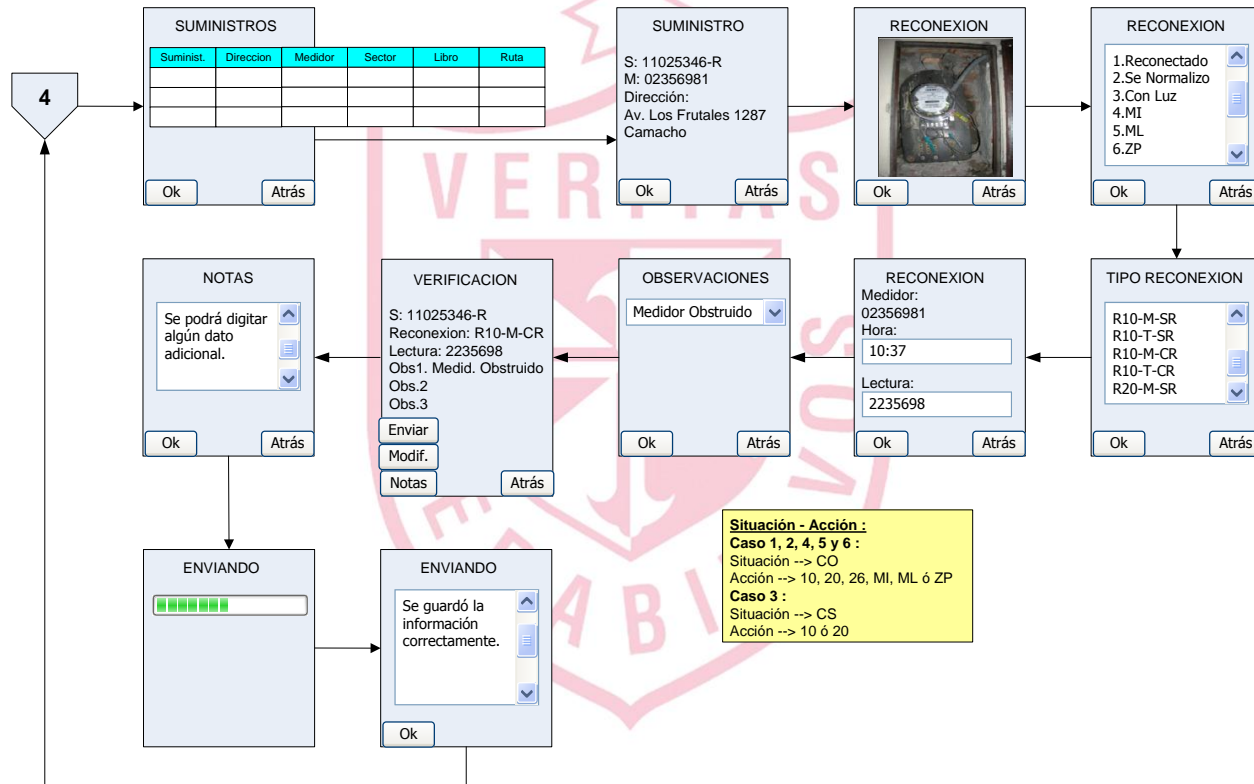 4
SUMINISTROS
Suminist. Direccion Medidor Sector Libro Ruta
Ok Atrás
SUMINISTRO
S: 11025346-R
M: 02356981
Dirección:
Av. Los Frutales 1287
Camacho
Ok Atrás
RECONEXION
Ok Atrás
RECONEXION
1.Reconectado
2.Se Normalizo
3.Con Luz
4.MI
5.ML
6.ZP
Ok Atrás
TIPO RECONEXION
R10-M-SR
R10-T-SR
R10-M-CR
R10-T-CR
R20-M-SR
Ok Atrás
RECONEXION
Medidor:
02356981
Hora:
10:37
Lectura:
2235698
Ok Atrás
OBSERVACIONES
Medidor Obstruido
Ok Atrás
VERIFICACION
S: 11025346-R
Reconexion: R10-M-CR
Lectura: 2235698
Obs1. Medid. Obstruido
Obs.2
Obs.3
Enviar
Modif.
Notas Atrás
NOTAS
Se podrá digitar
algún dato
adicional.
Ok Atrás
ENVIANDO
ENVIANDO
Se guardó la
información
correctamente.
Ok
Situación - Acción :
Caso 1, 2, 4, 5 y 6 :
Situación --> CO
Acción --> 10, 20, 26, MI, ML ó ZP
Caso 3 :
Situación --> CS
Acción --> 10 ó 20
VERITAS